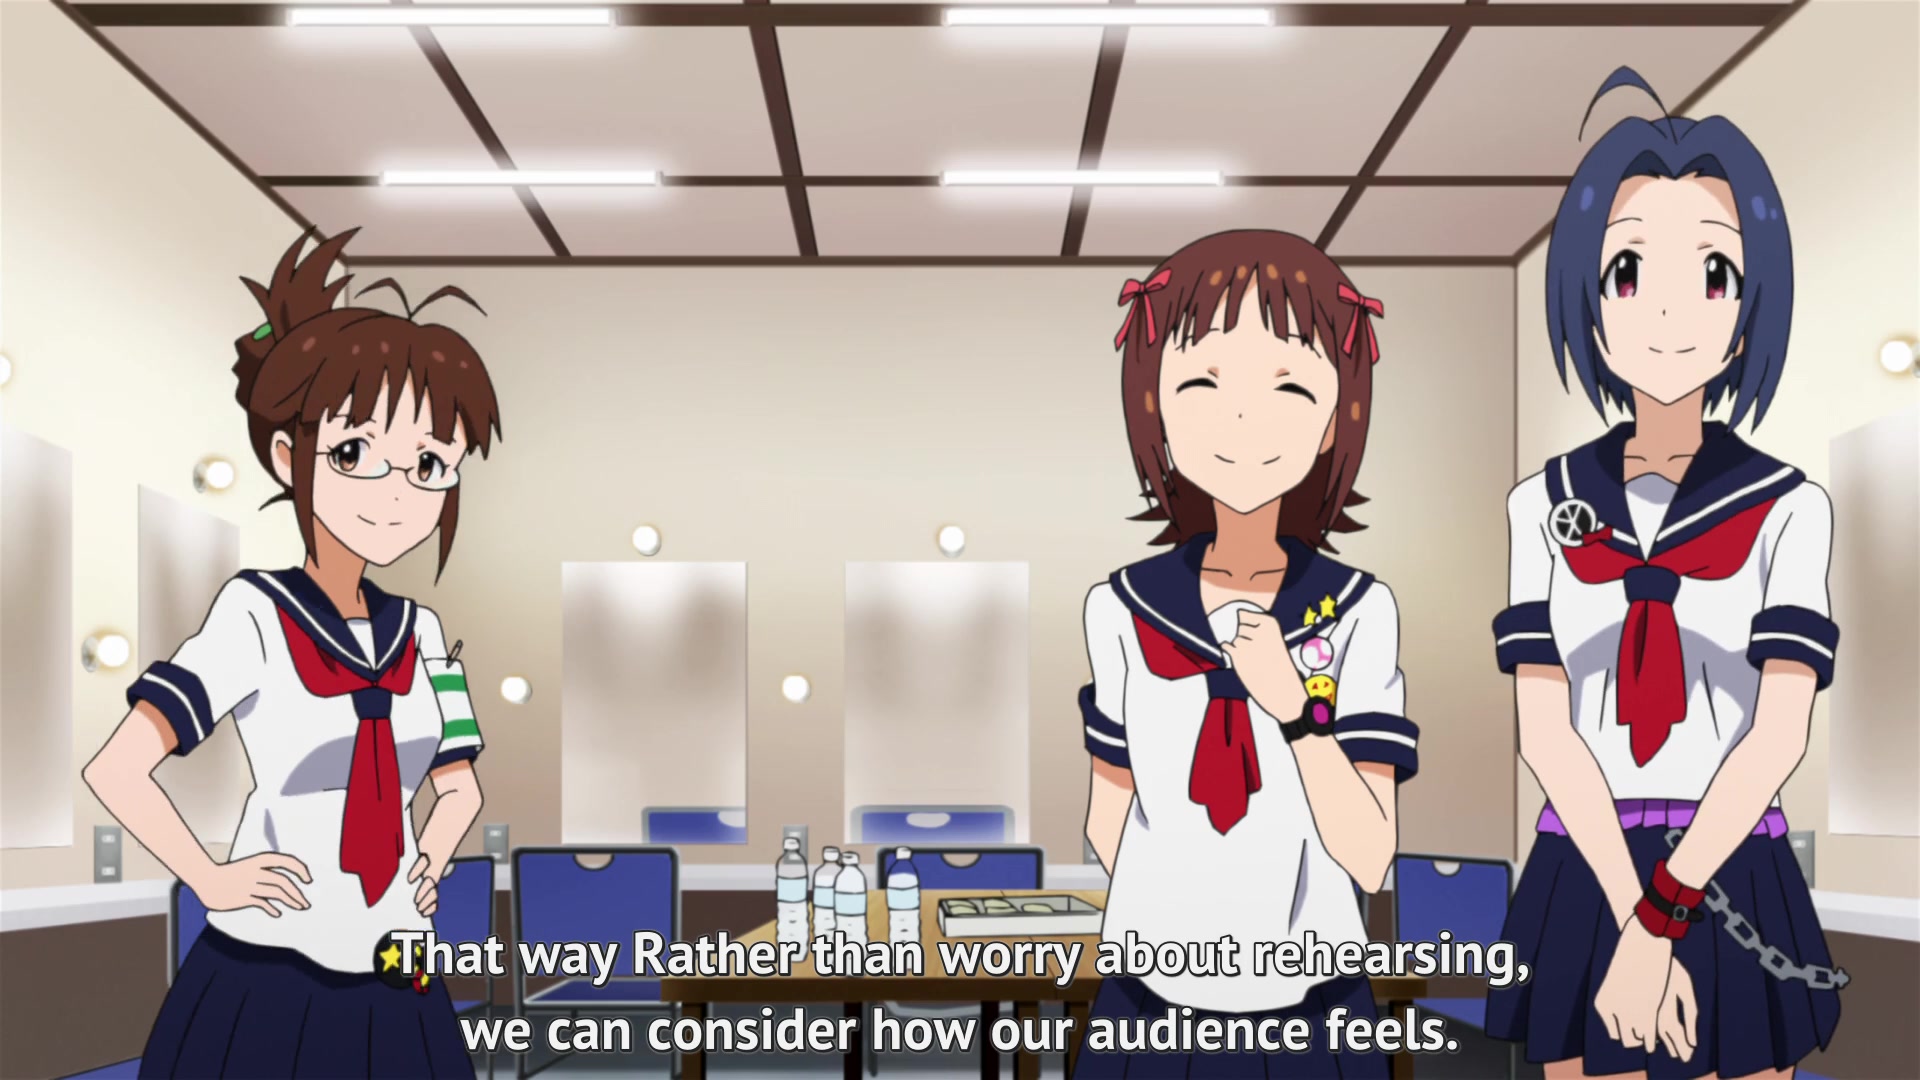 That way Rather than worry about rehearsing,
we can consider how our audience feels.